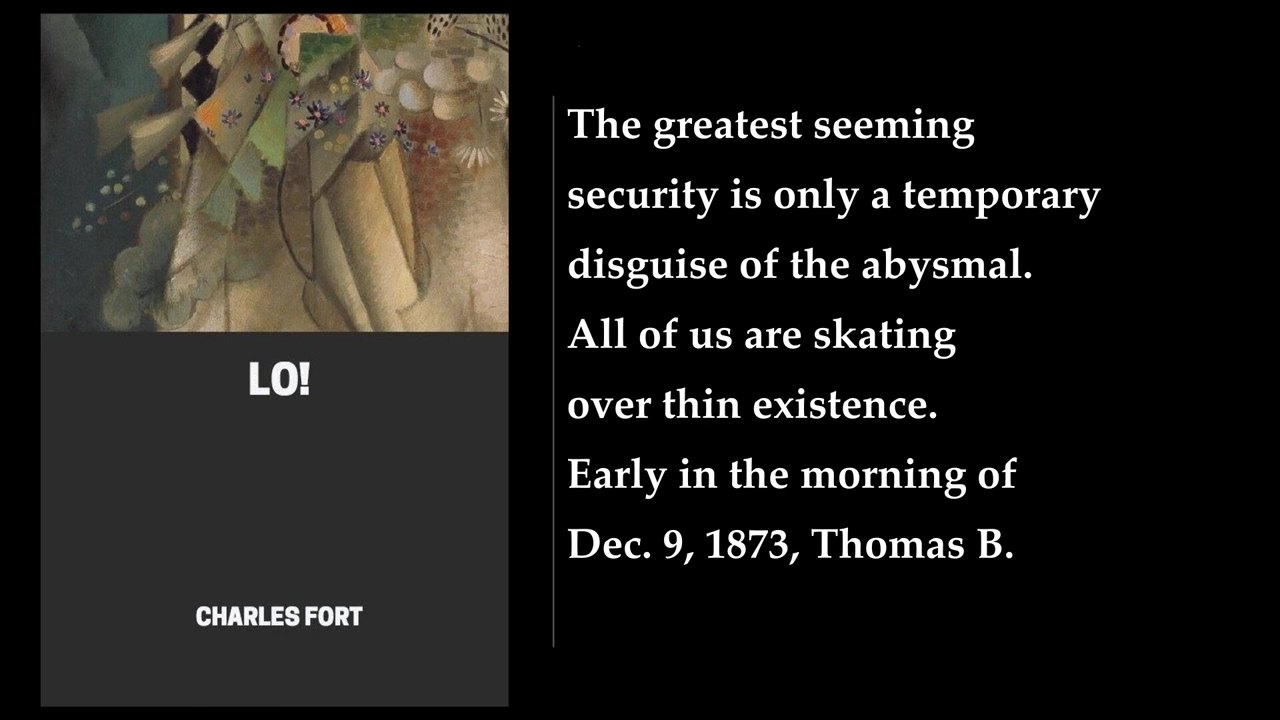 LO!
CHARLES FORT
The greatest seeming
security is only a temporary
disguise of the abysmal.
All of us are skating
over thin existence.
Early in the morning of
Dec. 9, 1873, Thomas B.